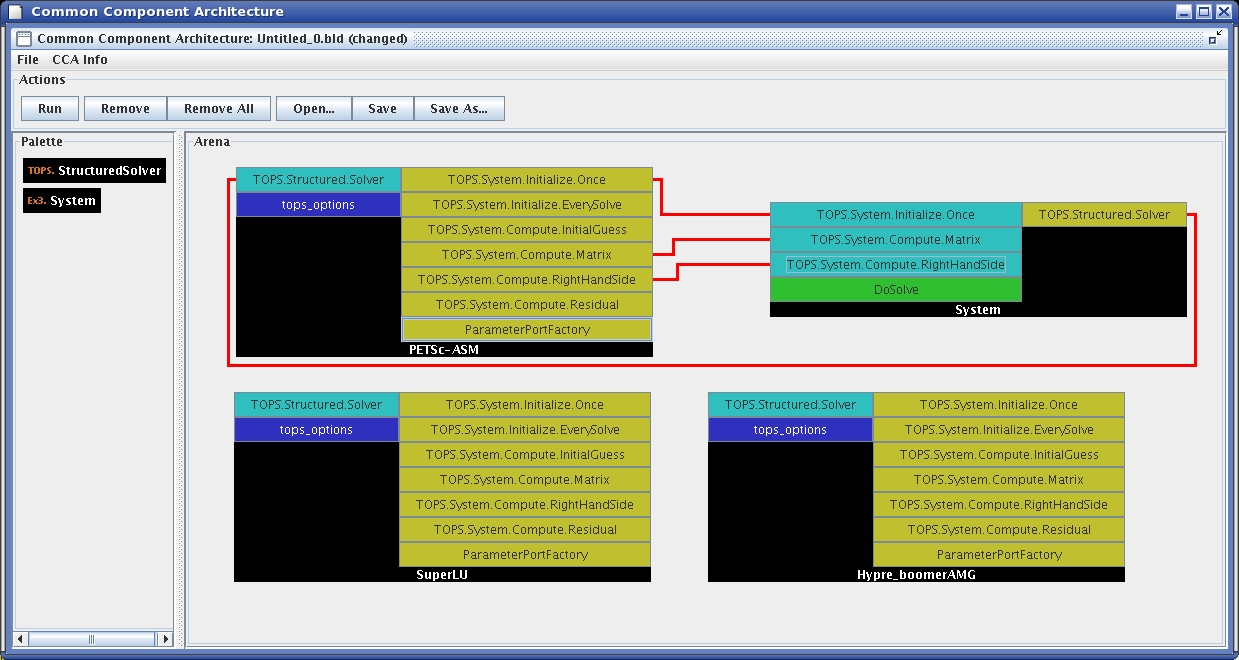 Common Component Architecture
Common Component Architecture: Untitled_0.bld (changed)
File CCA Info
Actions
Run Remove Remove All Open... Save Save As...
Palette
TOPS. StructuredSolver
Ex3. System
Arena
TOPS.Structured.Solver TOPS.System.Initialize.Once
tops_options TOPS.System.Initialize.EverySolve
TOPS.System.Compute.InitialGuess
TOPS.System.Compute.Matrix
TOPS.System.Compute.RightHandSide
TOPS.System.Compute.Residual
ParameterPortFactory
PETSc-ASM
TOPS.System.Initialize.Once TOPS.Structured.Solver
TOPS.System.Compute.Matrix
TOPS.System.Compute.RightHandSide
DoSolve
System
TOPS.Structured.Solver TOPS.System.Initialize.Once
tops_options TOPS.System.Initialize.EverySolve
TOPS.System.Compute.InitialGuess
TOPS.System.Compute.Matrix
TOPS.System.Compute.RightHandSide
TOPS.System.Compute.Residual
ParameterPortFactory
SuperLU
TOPS.Structured.Solver TOPS.System.Initialize.Once
tops_options TOPS.System.Initialize.EverySolve
TOPS.System.Compute.InitialGuess
TOPS.System.Compute.Matrix
TOPS.System.Compute.RightHandSide
TOPS.System.Compute.Residual
ParameterPortFactory
Hypre_boomerAMG